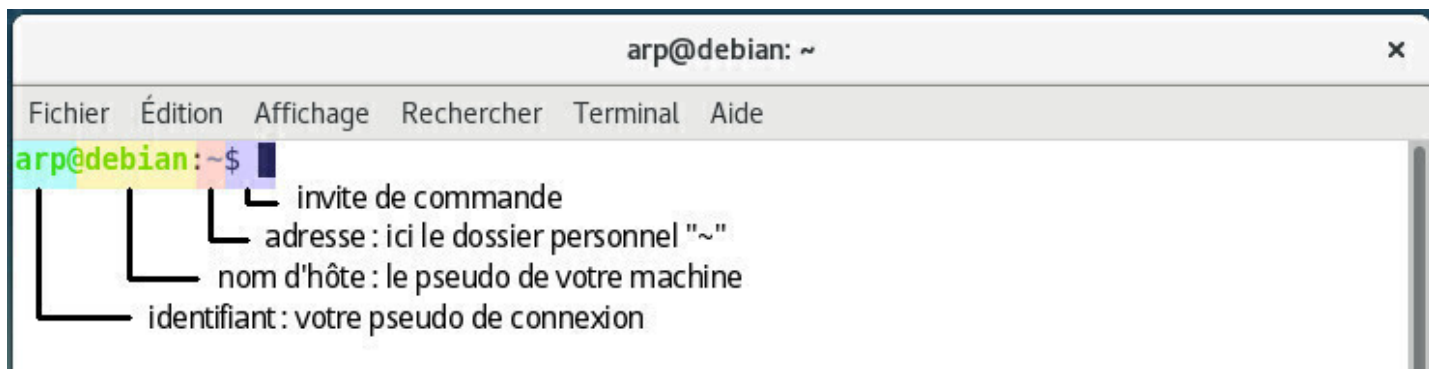 arp@debian: ~ ×
Fichier Édition Affichage Rechercher Terminal Aide
arp@debian:~$
invite de commande
adresse : ici le dossier personnel "~"
nom d'hôte : le pseudo de votre machine
identifiant : votre pseudo de connexion